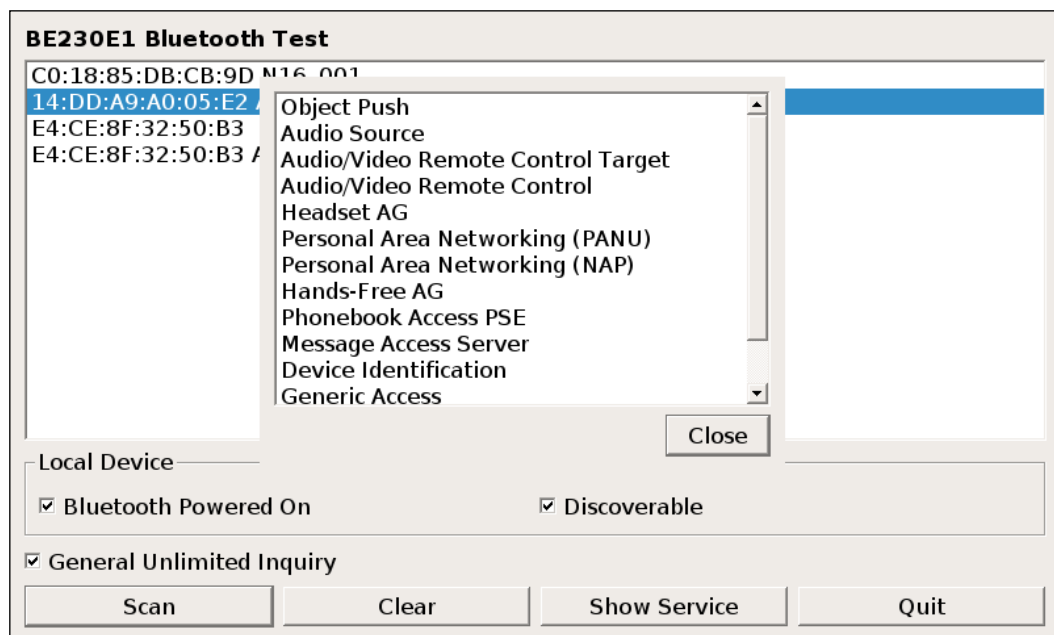 BE230E1 Bluetooth Test
C0:18:85:DB:CB:9D N16_001
14:DD:A9:A0:05:E2
E4:CE:8F:32:50:B3
E4:CE:8F:32:50:B3
Object Push
Audio Source
Audio/Video Remote Control Target
Audio/Video Remote Control
Headset AG
Personal Area Networking (PANU)
Personal Area Networking (NAP)
Hands-Free AG
Phonebook Access PSE
Message Access Server
Device Identification
Generic Access
Close
Local Device
Bluetooth Powered On
Discoverable
General Unlimited Inquiry
Scan
Clear
Show Service
Quit